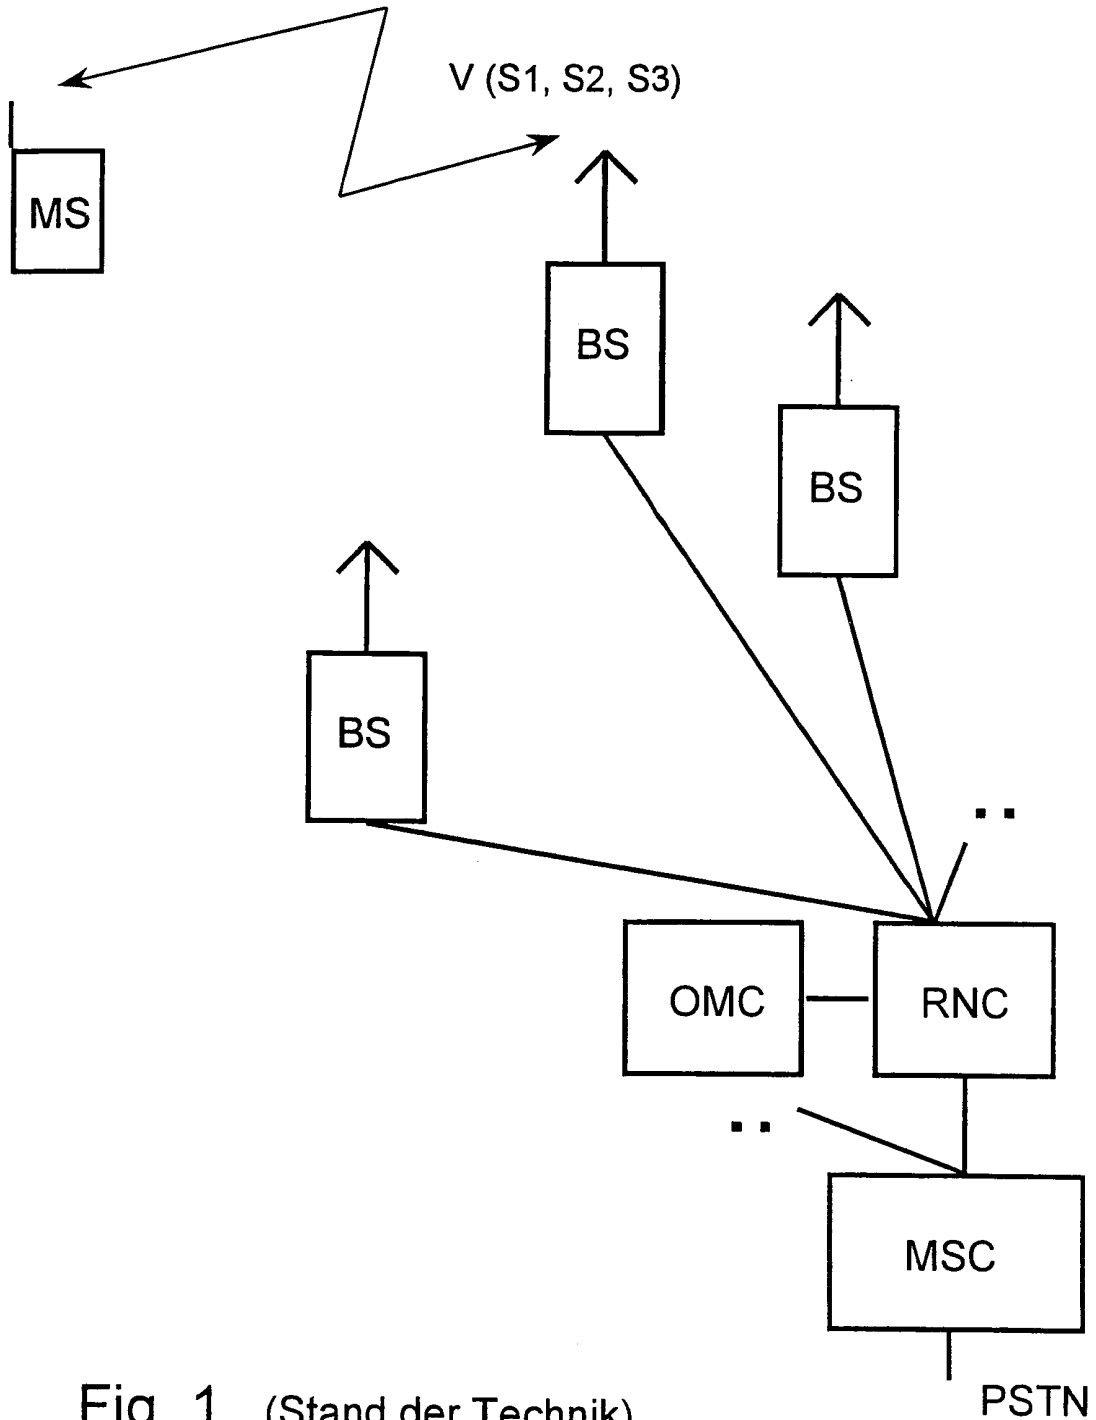 V (S1, S2, S3)
MS
BS
BS
BS
OMC
RNC
MSC
PSTN
Fig. 1 (Stand der Technik)